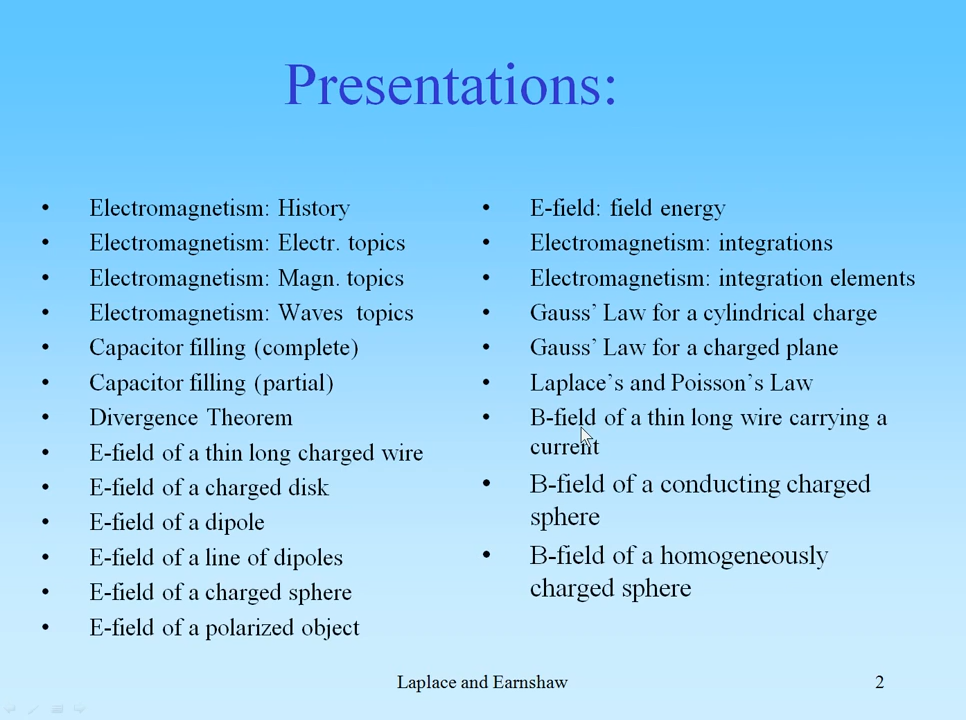 Presentations:
• Electromagnetism: History
• Electromagnetism: Electr. topics
• Electromagnetism: Magn. topics
• Electromagnetism: Waves  topics
• Capacitor filling (complete)
• Capacitor filling (partial)
• Divergence Theorem
• E-field of a thin long charged wire
• E-field of a charged disk
• E-field of a dipole
• E-field of a line of dipoles
• E-field of a charged sphere
• E-field of a polarized object
• E-field: field energy
• Electromagnetism: integrations
• Electromagnetism: integration elements
• Gauss’ Law for a cylindrical charge
• Gauss’ Law for a charged plane
• Laplace’s and Poisson’s Law
• B-field of a thin long wire carrying a
current
• B-field of a conducting charged
sphere
• B-field of a homogeneously
charged sphere
Laplace and Earnshaw
2